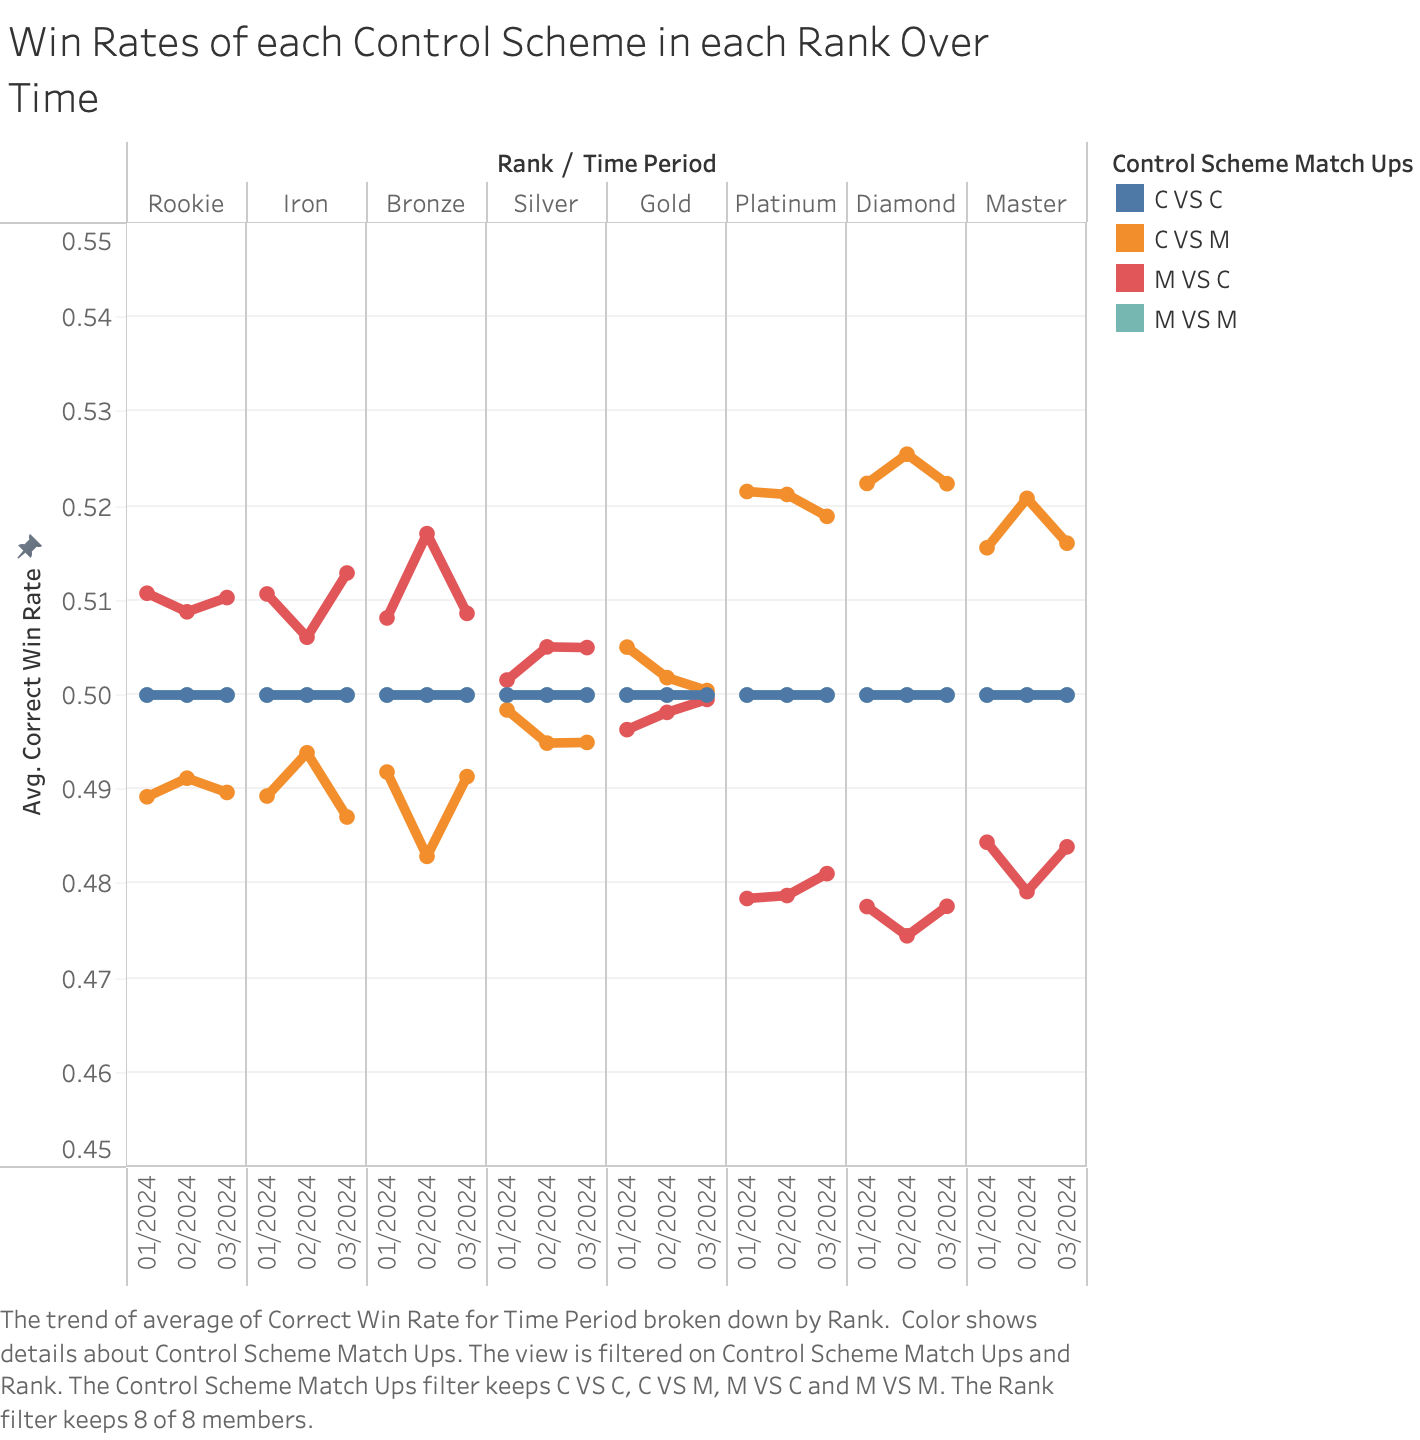 Win Rates of each Control Scheme in each Rank Over
Time
Rank / Time Period
Control Scheme Match Ups
Rookie Iron Bronze Silver Gold Platinum Diamond Master
C VS C
C VS M
M VS C
M VS M
0.55
0.54
0.53
0.52
0.51
0.50
0.49
0.48
0.47
0.46
0.45
Avg. Correct Win Rate
01/2024 02/2024 03/2024 01/2024 02/2024 03/2024 01/2024 02/2024 03/2024 01/2024 02/2024 03/2024 01/2024 02/2024 03/2024 01/2024 02/2024 03/2024 01/2024 02/2024 03/2024 01/2024 02/2024 03/2024
The trend of average of Correct Win Rate for Time Period broken down by Rank.  Color shows
details about Control Scheme Match Ups. The view is filtered on Control Scheme Match Ups and
Rank. The Control Scheme Match Ups filter keeps C VS C, C VS M, M VS C and M VS M. The Rank
filter keeps 8 of 8 members.